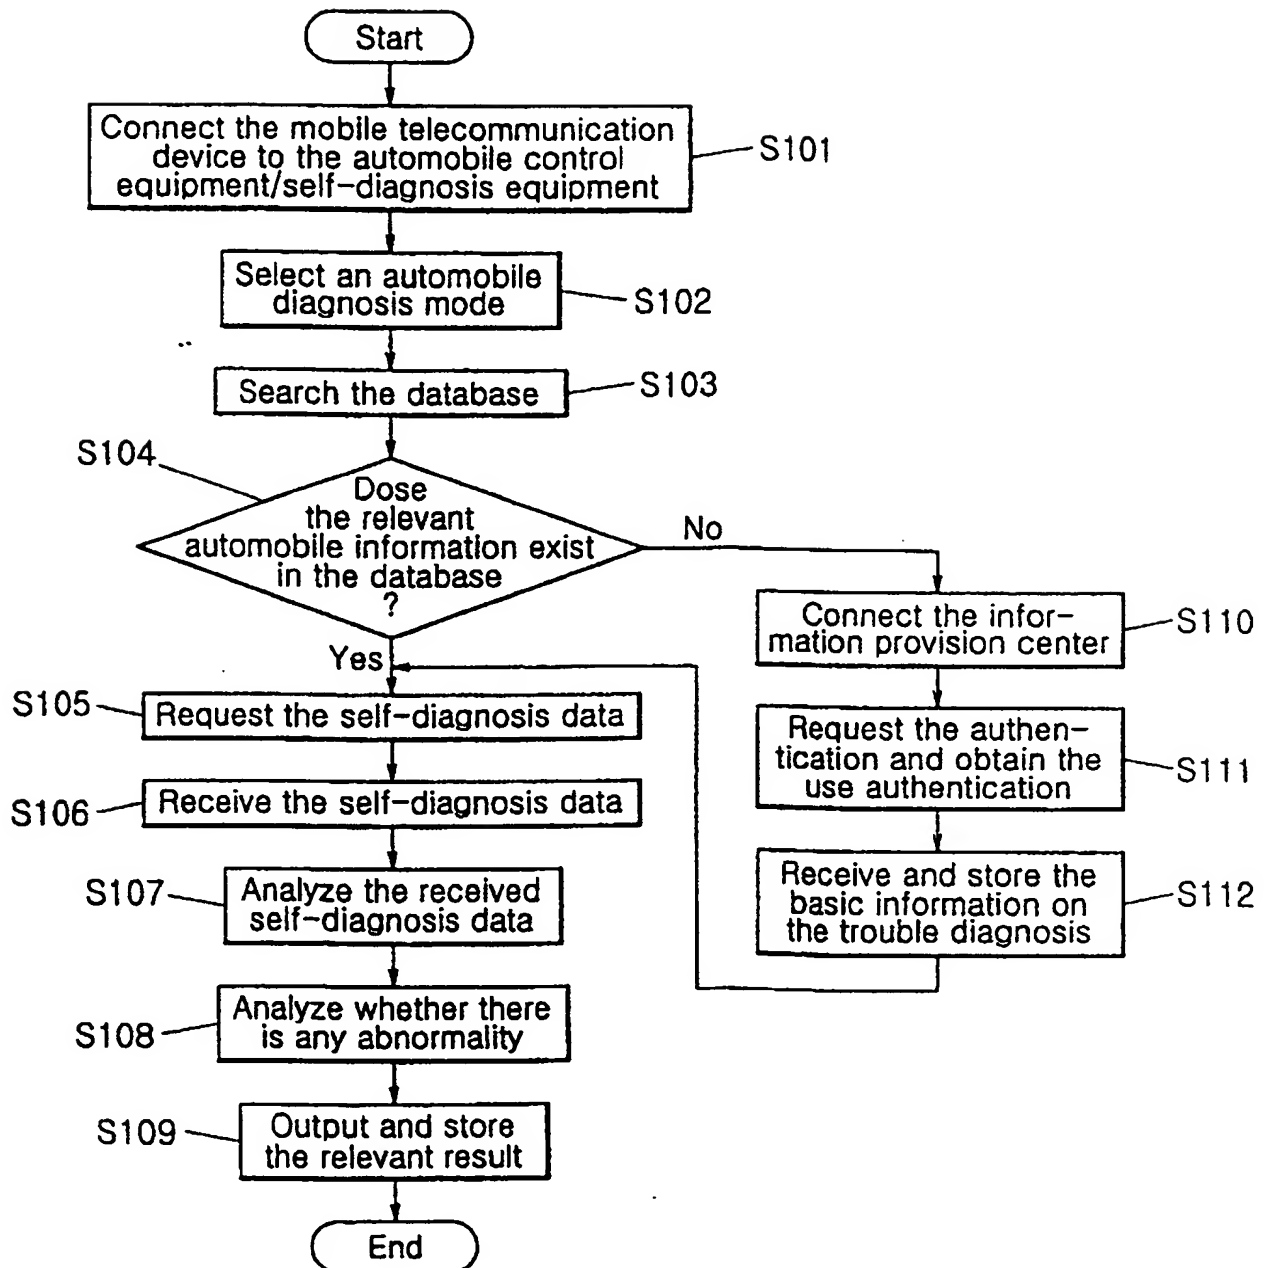 Start
Connect the mobile telecommunication
device to the automobile control
equipment/self-diagnosis equipment
S101
Select an automobile
diagnosis mode
S102
Search the database
S103
S104
Dose
the relevant
automobile information exist
in the database
?
No
Yes
Connect the infor-
mation provision center
S110
S105
Request the self-diagnosis data
Request the authen-
tication and obtain the
use authentication
S111
S106
Receive the self-diagnosis data
S107
Analyze the received
self-diagnosis data
Receive and store the
basic information on
the trouble diagnosis
S112
S108
Analyze whether there
is any abnormality
S109
Output and store
the relevant result
End